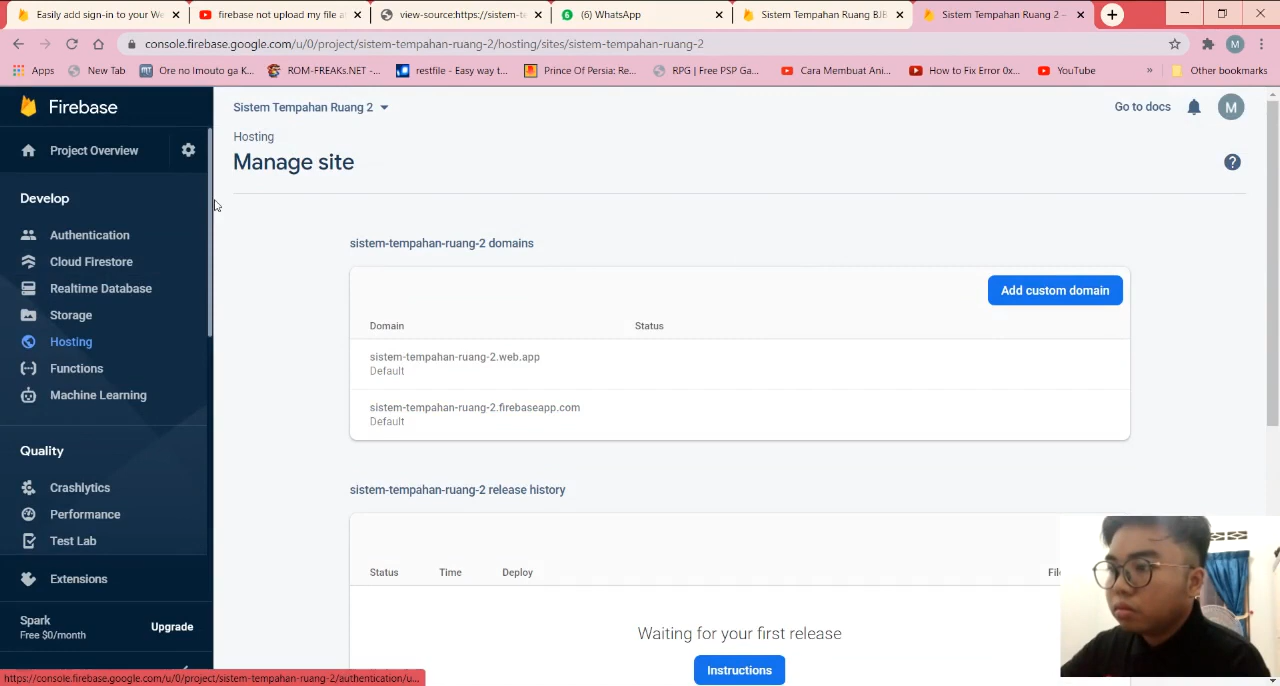 Easily add sign-in to your We
firebase not upload my file at
view-source:https://sistem-te
(6) WhatsApp
Sistem Tempahan Ruang BJB
Sistem Tempahan Ruang 2 –
console.firebase.google.com/u/0/project/sistem-tempahan-ruang-2/hosting/sites/sistem-tempahan-ruang-2
M
Apps
New Tab
Ore no Imouto ga K...
ROM-FREAKs.NET -...
restfile - Easy way t...
Prince Of Persia: Re...
RPG | Free PSP Ga...
Cara Membuat Ani...
How to Fix Error 0x...
YouTube
»
Other bookmarks
Firebase
Sistem Tempahan Ruang 2
Go to docs
M
Project Overview
Hosting
Manage site
?
Develop
Authentication
Cloud Firestore
Realtime Database
Storage
Hosting
Functions
Machine Learning
Quality
Crashlytics
Performance
Test Lab
Extensions
Spark
Free $0/month
Upgrade
sistem-tempahan-ruang-2 domains
Add custom domain
Domain
Status
sistem-tempahan-ruang-2.web.app
Default
sistem-tempahan-ruang-2.firebaseapp.com
Default
sistem-tempahan-ruang-2 release history
Status
Time
Deploy
File
Waiting for your first release
Instructions
https://console.firebase.google.com/u/0/project/sistem-tempahan-ruang-2/authentication/u...